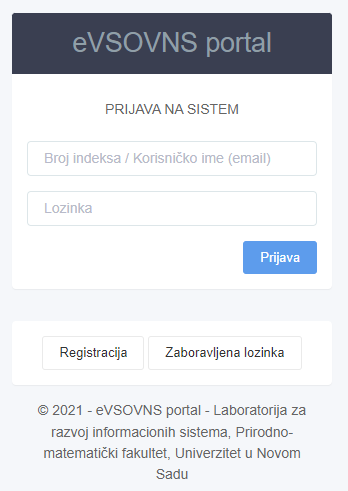 eVSOVNS portal
PRIJAVA NA SISTEM
Broj indeksa / Korisničko ime (email)
Lozinka
Prijava
Registracija
Zaboravljena lozinka
© 2021 - eVSOVNS portal - Laboratorija za
razvoj informacionih sistema, Prirodno-
matematički fakultet, Univerzitet u Novom
Sadu